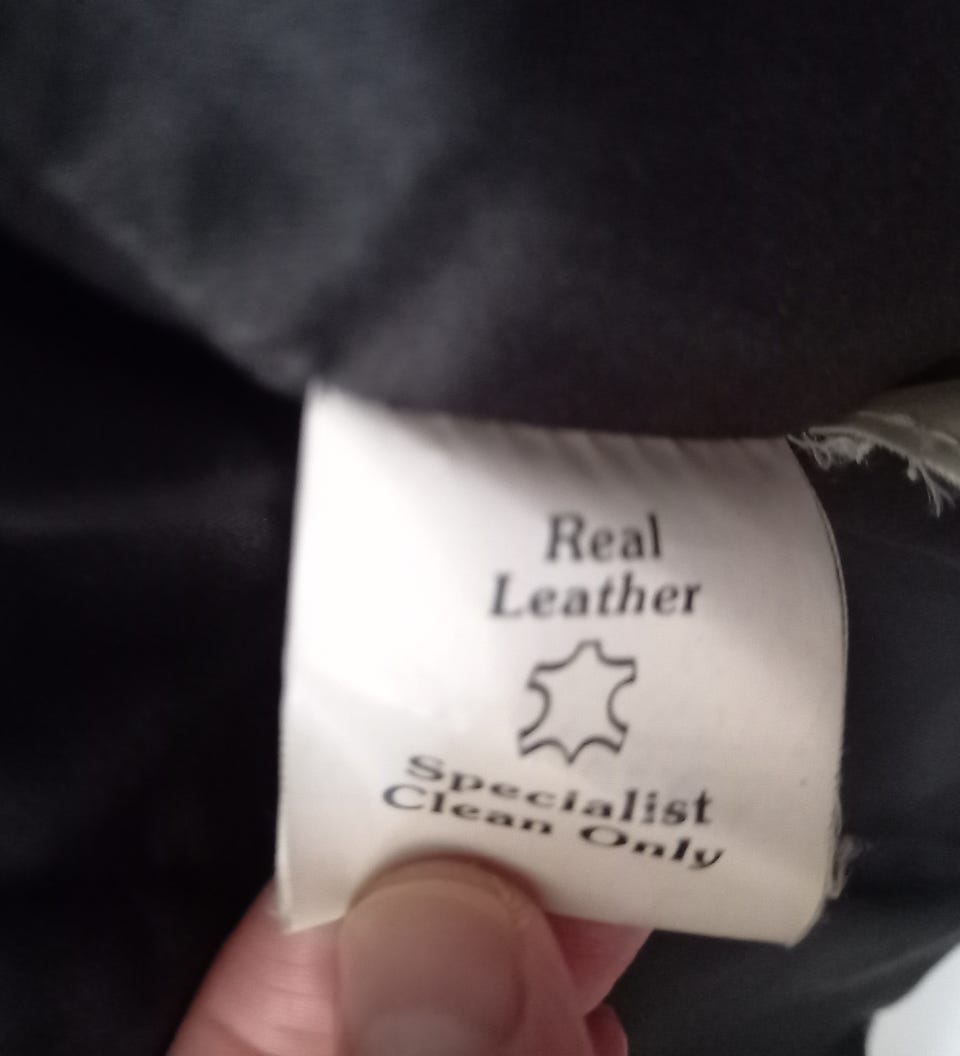 Real
Leather
Specialist
Clean Only